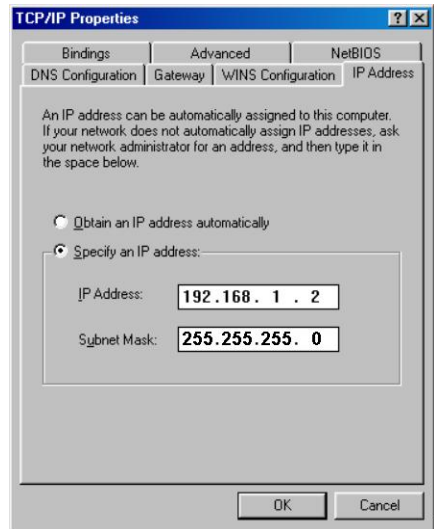 TCP/IP Properties
? X
Bindings Advanced NetBIOS
DNS Configuration Gateway WINS Configuration IP Address
An IP address can be automatically assigned to this computer.
If your network does not automatically assign IP addresses, ask
your network administrator for an address, and then type it in
the space below.
Obtain an IP address automatically
Specify an IP address:
IP Address: 192.168. 1 . 2
Subnet Mask: 255.255.255. 0
OK Cancel